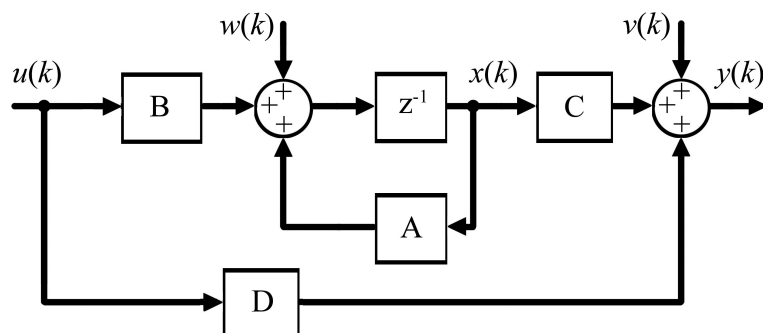 w(k)
v(k)
u(k)
x(k)
y(k)
B
+
+
+
z⁻¹
C
+
+
+
A
D